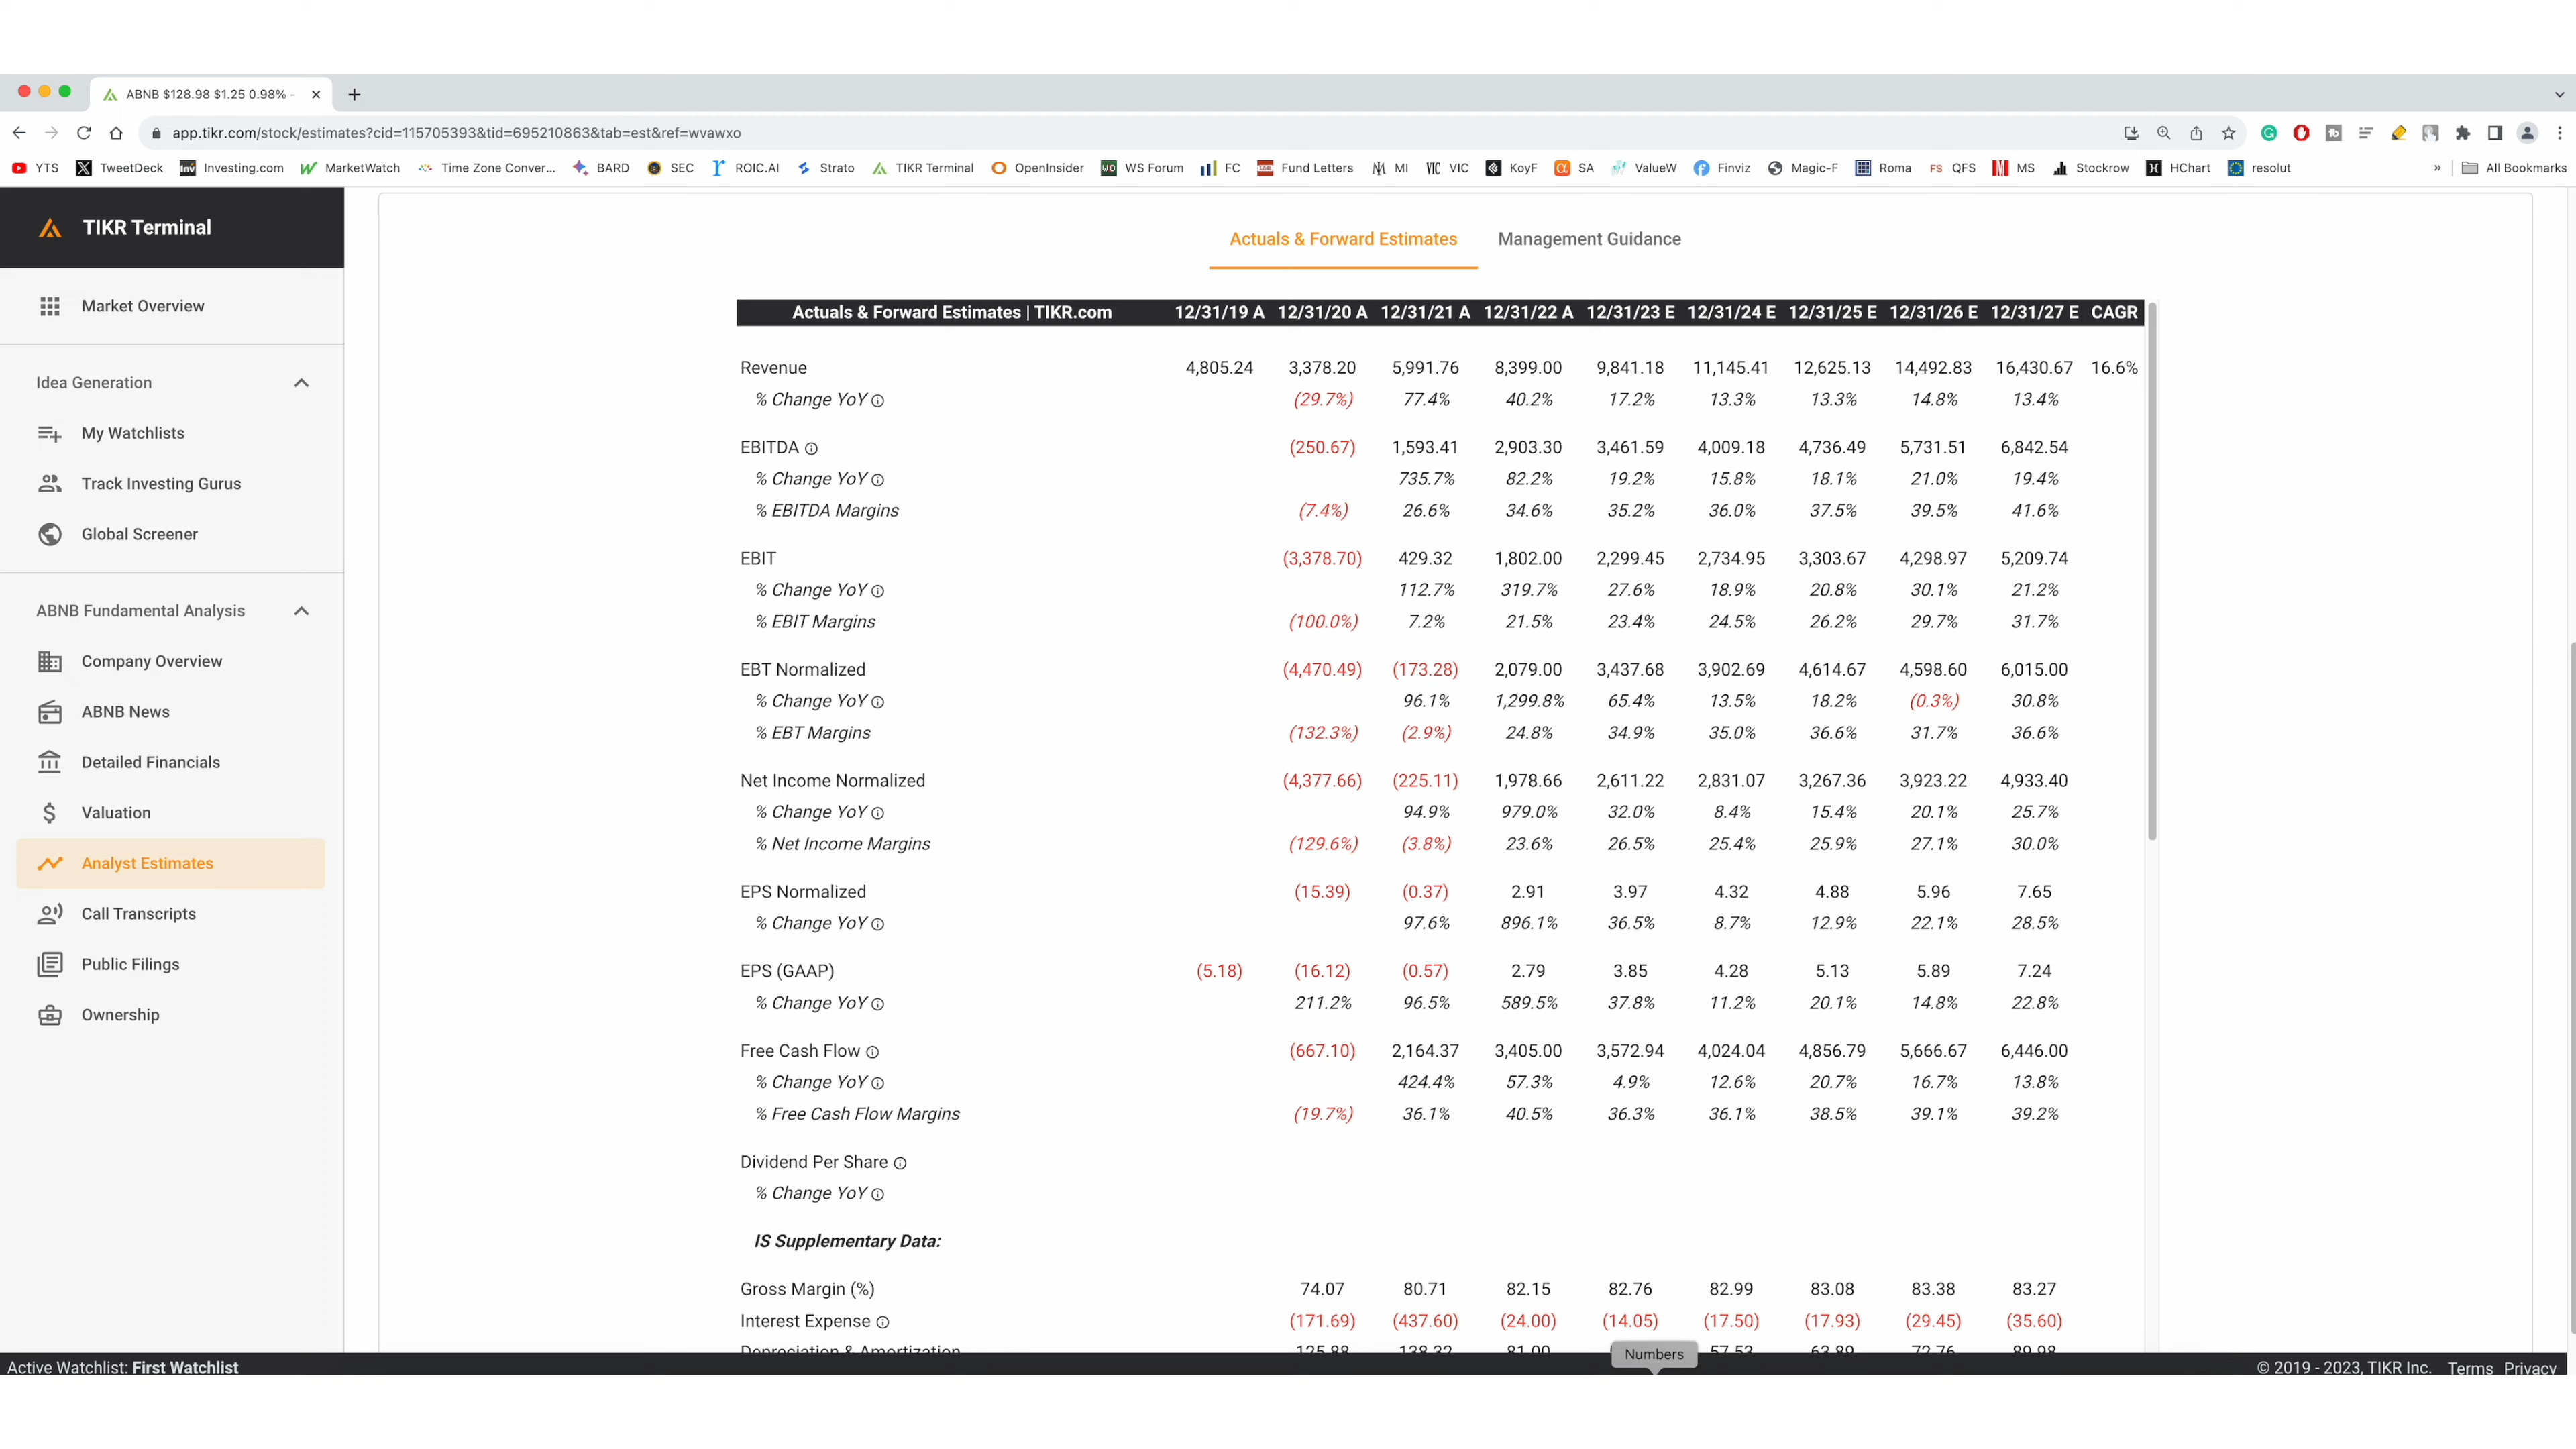 ABNB $128.98 $1.25 0.98% -
app.tikr.com/stock/estimates?cid=115705393&tid=695210863&tab=est&ref=wvawxo
YTS TweetDeck Investing.com MarketWatch Time Zone Conver... BARD SEC ROIC.AI Strato TIKR Terminal OpenInsider WS Forum FC Fund Letters MI VIC KoyF SA ValueW Finviz Magic-F Roma QFS MS Stockrow HChart resolut » All Bookmarks
TIKR Terminal
Market Overview
Idea Generation
My Watchlists
Track Investing Gurus
Global Screener
ABNB Fundamental Analysis
Company Overview
ABNB News
Detailed Financials
Valuation
Analyst Estimates
Call Transcripts
Public Filings
Ownership
Actuals & Forward Estimates Management Guidance
Actuals & Forward Estimates | TIKR.com 12/31/19 A 12/31/20 A 12/31/21 A 12/31/22 A 12/31/23 E 12/31/24 E 12/31/25 E 12/31/26 E 12/31/27 E CAGR
Revenue 4,805.24 3,378.20 5,991.76 8,399.00 9,841.18 11,145.41 12,625.13 14,492.83 16,430.67 16.6%
% Change YoY (29.7%) 77.4% 40.2% 17.2% 13.3% 13.3% 14.8% 13.4%
EBITDA (250.67) 1,593.41 2,903.30 3,461.59 4,009.18 4,736.49 5,731.51 6,842.54
% Change YoY 735.7% 82.2% 19.2% 15.8% 18.1% 21.0% 19.4%
% EBITDA Margins (7.4%) 26.6% 34.6% 35.2% 36.0% 37.5% 39.5% 41.6%
EBIT (3,378.70) 429.32 1,802.00 2,299.45 2,734.95 3,303.67 4,298.97 5,209.74
% Change YoY 112.7% 319.7% 27.6% 18.9% 20.8% 30.1% 21.2%
% EBIT Margins (100.0%) 7.2% 21.5% 23.4% 24.5% 26.2% 29.7% 31.7%
EBT Normalized (4,470.49) (173.28) 2,079.00 3,437.68 3,902.69 4,614.67 4,598.60 6,015.00
% Change YoY 96.1% 1,299.8% 65.4% 13.5% 18.2% (0.3%) 30.8%
% EBT Margins (132.3%) (2.9%) 24.8% 34.9% 35.0% 36.6% 31.7% 36.6%
Net Income Normalized (4,377.66) (225.11) 1,978.66 2,611.22 2,831.07 3,267.36 3,923.22 4,933.40
% Change YoY 94.9% 979.0% 32.0% 8.4% 15.4% 20.1% 25.7%
% Net Income Margins (129.6%) (3.8%) 23.6% 26.5% 25.4% 25.9% 27.1% 30.0%
EPS Normalized (15.39) (0.37) 2.91 3.97 4.32 4.88 5.96 7.65
% Change YoY 97.6% 896.1% 36.5% 8.7% 12.9% 22.1% 28.5%
EPS (GAAP) (5.18) (16.12) (0.57) 2.79 3.85 4.28 5.13 5.89 7.24
% Change YoY 211.2% 96.5% 589.5% 37.8% 11.2% 20.1% 14.8% 22.8%
Free Cash Flow (667.10) 2,164.37 3,405.00 3,572.94 4,024.04 4,856.79 5,666.67 6,446.00
% Change YoY 424.4% 57.3% 4.9% 12.6% 20.7% 16.7% 13.8%
% Free Cash Flow Margins (19.7%) 36.1% 40.5% 36.3% 36.1% 38.5% 39.1% 39.2%
Dividend Per Share
% Change YoY
IS Supplementary Data:
Gross Margin (%) 74.07 80.71 82.15 82.76 82.99 83.08 83.38 83.27
Interest Expense (171.69) (437.60) (24.00) (14.05) (17.50) (17.93) (29.45) (35.60)
Depreciation & Amortization 125.88 138.32 81.00 57.53 63.89 72.76 89.98
Numbers
Active Watchlist: First Watchlist
© 2019 - 2023, TIKR Inc. Terms Privacy